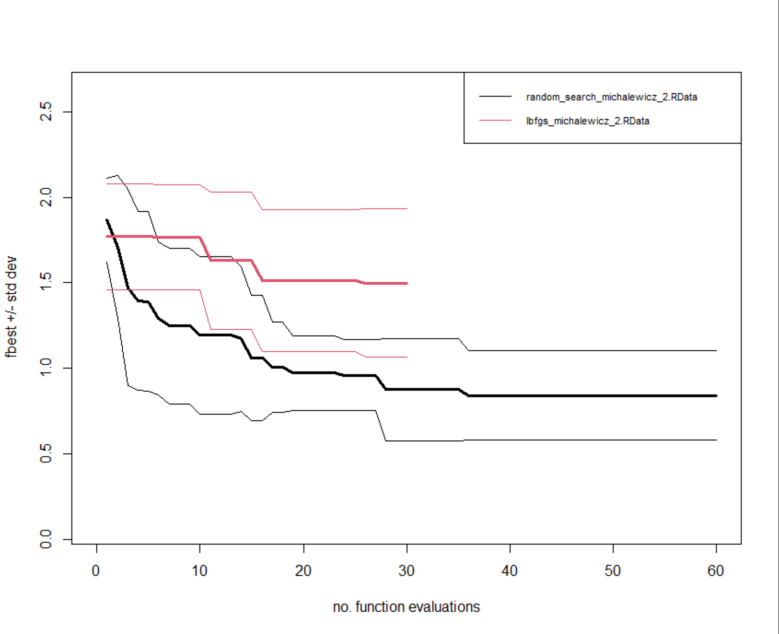 random_search_michalewicz_2.RData
lbfgs_michalewicz_2.RData
fbest +/- std dev
2.5
2.0
1.5
1.0
0.5
0.0
0 10 20 30 40 50 60
no. function evaluations